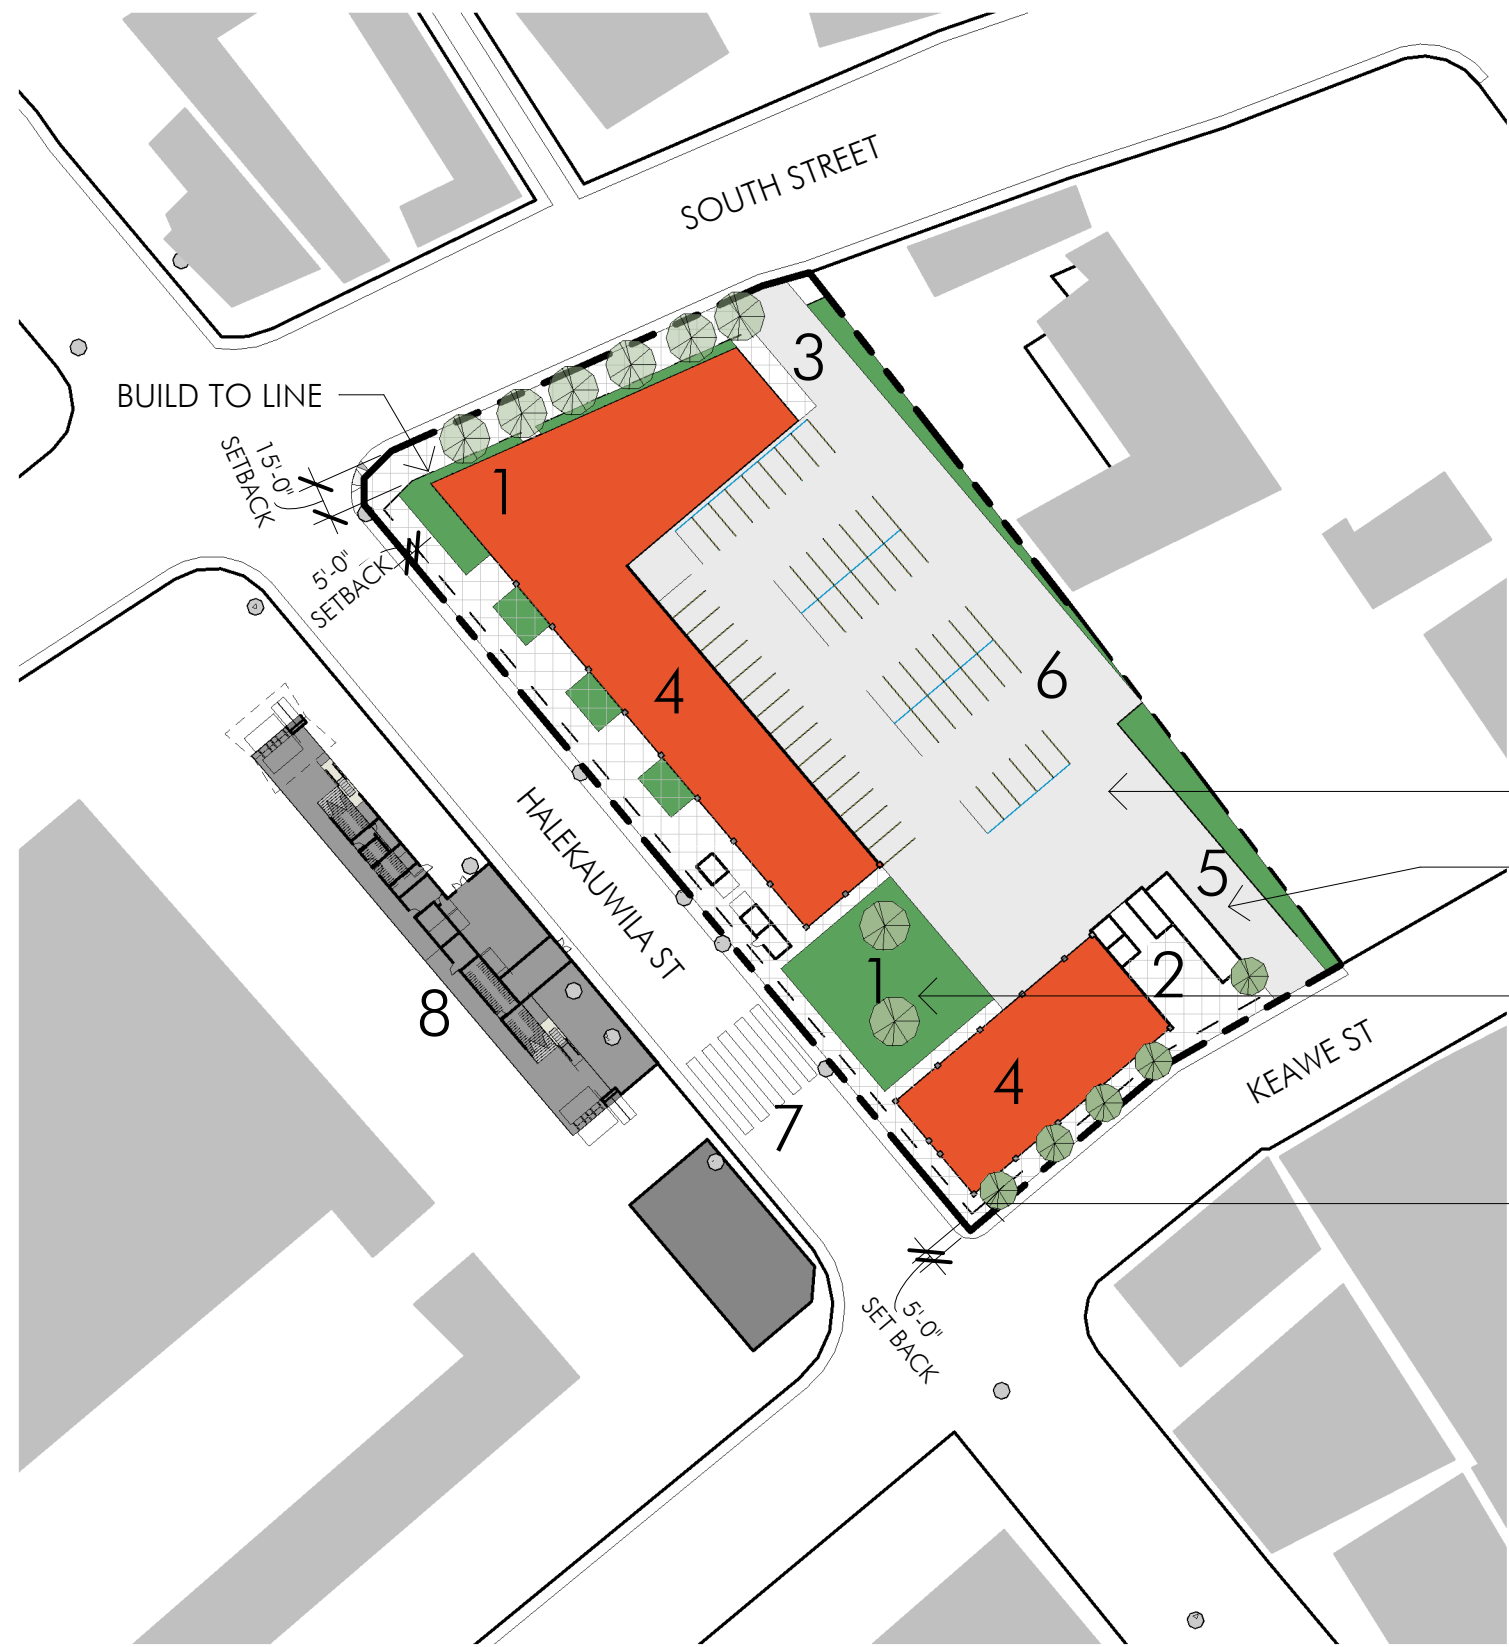 SOUTH STREET
3
BUILD TO LINE
15'-0"
SETBACK
1
5'-0"
SETBACK
6
4
HALEKAUWILA ST
5
1
2
8
4
KEAWE ST
7
5'-0"
SET BACK